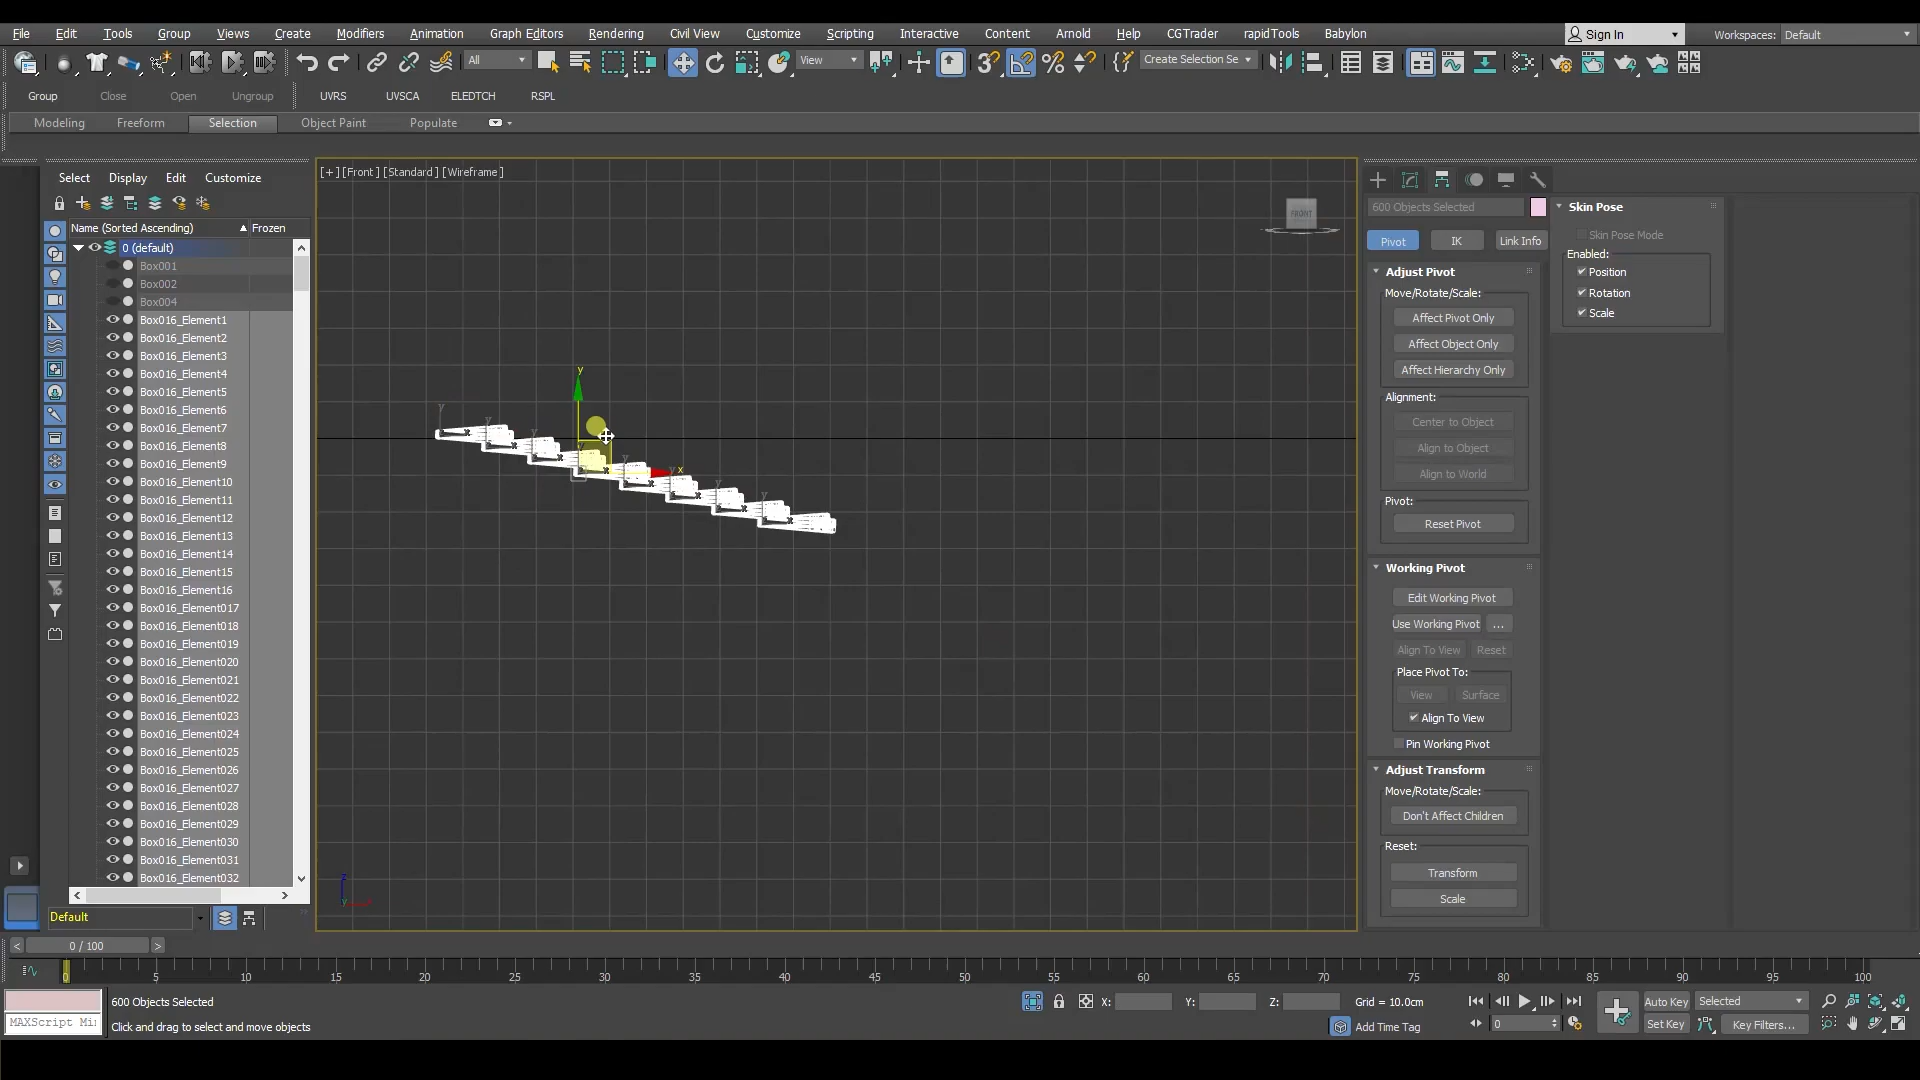 File Edit Tools Group Views Create Modifiers Animation Graph Editors Rendering Civil View Customize Scripting Interactive Content Arnold Help CGTrader rapidTools Babylon Sign In Workspaces: Default
All View Create Selection Se
Group Close Open Ungroup UVRS UVSCA ELEDTCH RSPL
Modeling Freeform Selection Object Paint Populate
Select Display Edit Customize
Name (Sorted Ascending) Frozen
0 (default)
Box001
Box002
Box004
Box016_Element1
Box016_Element2
Box016_Element3
Box016_Element4
Box016_Element5
Box016_Element6
Box016_Element7
Box016_Element8
Box016_Element9
Box016_Element10
Box016_Element11
Box016_Element12
Box016_Element13
Box016_Element14
Box016_Element15
Box016_Element16
Box016_Element017
Box016_Element018
Box016_Element019
Box016_Element020
Box016_Element021
Box016_Element022
Box016_Element023
Box016_Element024
Box016_Element025
Box016_Element026
Box016_Element027
Box016_Element028
Box016_Element029
Box016_Element030
Box016_Element031
Box016_Element032
Default
[+] [Front] [Standard] [Wireframe]
FRONT
y
x
600 Objects Selected
Pivot IK Link Info
Adjust Pivot
Move/Rotate/Scale:
Affect Pivot Only
Affect Object Only
Affect Hierarchy Only
Alignment:
Center to Object
Align to Object
Align to World
Pivot:
Reset Pivot
Working Pivot
Edit Working Pivot
Use Working Pivot ...
Align To View Reset
Place Pivot To:
View Surface
Align To View
Pin Working Pivot
Adjust Transform
Move/Rotate/Scale:
Don't Affect Children
Reset:
Transform
Scale
Skin Pose
Skin Pose Mode
Enabled:
Position
Rotation
Scale
< 0 / 100 >
0 5 10 15 20 25 30 35 40 45 50 55 60 65 70 75 80 85 90 95 100
600 Objects Selected X: Y: Z: Grid = 10.0cm Auto Key Selected
MAXScript Mi Click and drag to select and move objects Add Time Tag 0 Set Key Key Filters...